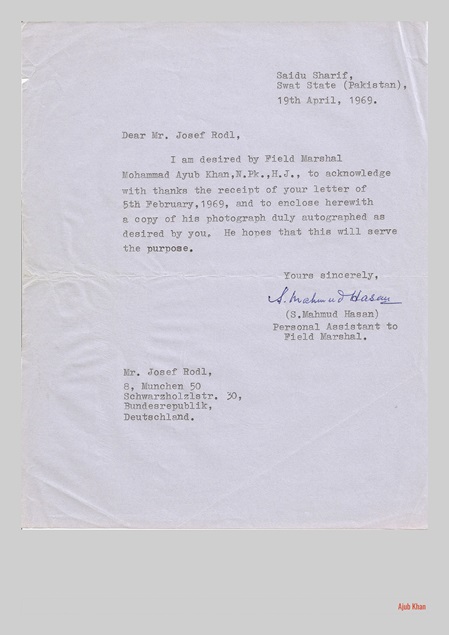 Saidu Sharif,
Swat State (Pakistan),
19th April, 1969.
Dear Mr. Josef Rodl,
I am desired by Field Marshal
Mohammad Ayub Khan,N.Pk.,H.J., to acknowledge
with thanks the receipt of your letter of
5th February,1969, and to enclose herewith
a copy of his photograph duly autographed as
desired by you. He hopes that this will serve
the purpose.
Yours sincerely,
S. Mahmud Hasan
(S.Mahmud Hasan)
Personal Assistant to
Field Marshal.
Mr. Josef Rodl,
8, Munchen 50
Schwarzholzlstr. 30,
Bundesrepublik,
Deutschland.
Ajub Khan